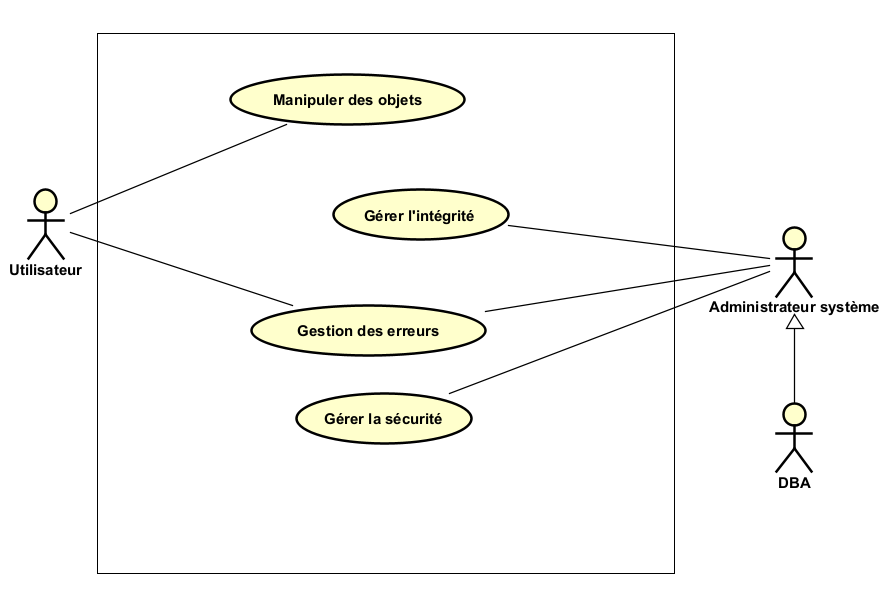 Manipuler des objets
Gérer l'intégrité
Utilisateur
Administrateur système
Gestion des erreurs
Gérer la sécurité
DBA